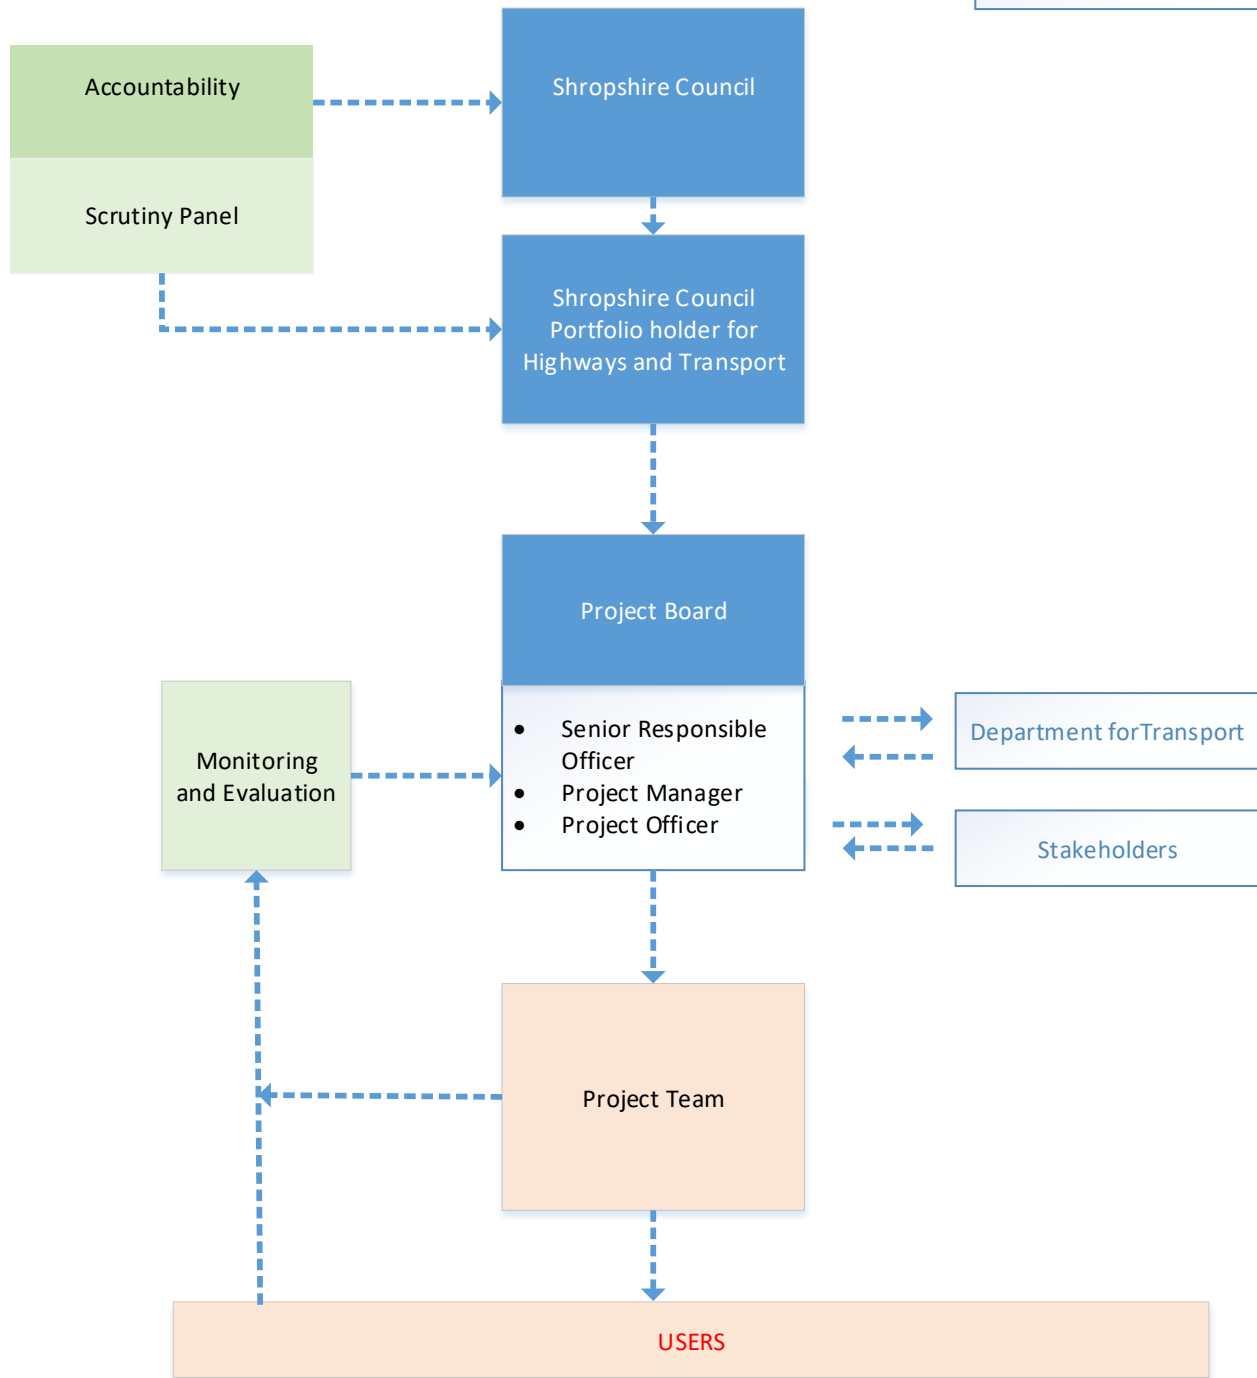 Accountability
Shropshire Council
Scrutiny Panel
Shropshire Council
Portfolio holder for
Highways and Transport
Project Board
Monitoring
and Evaluation
• Senior Responsible
Officer
• Project Manager
• Project Officer
Department forTransport
Stakeholders
Project Team
USERS